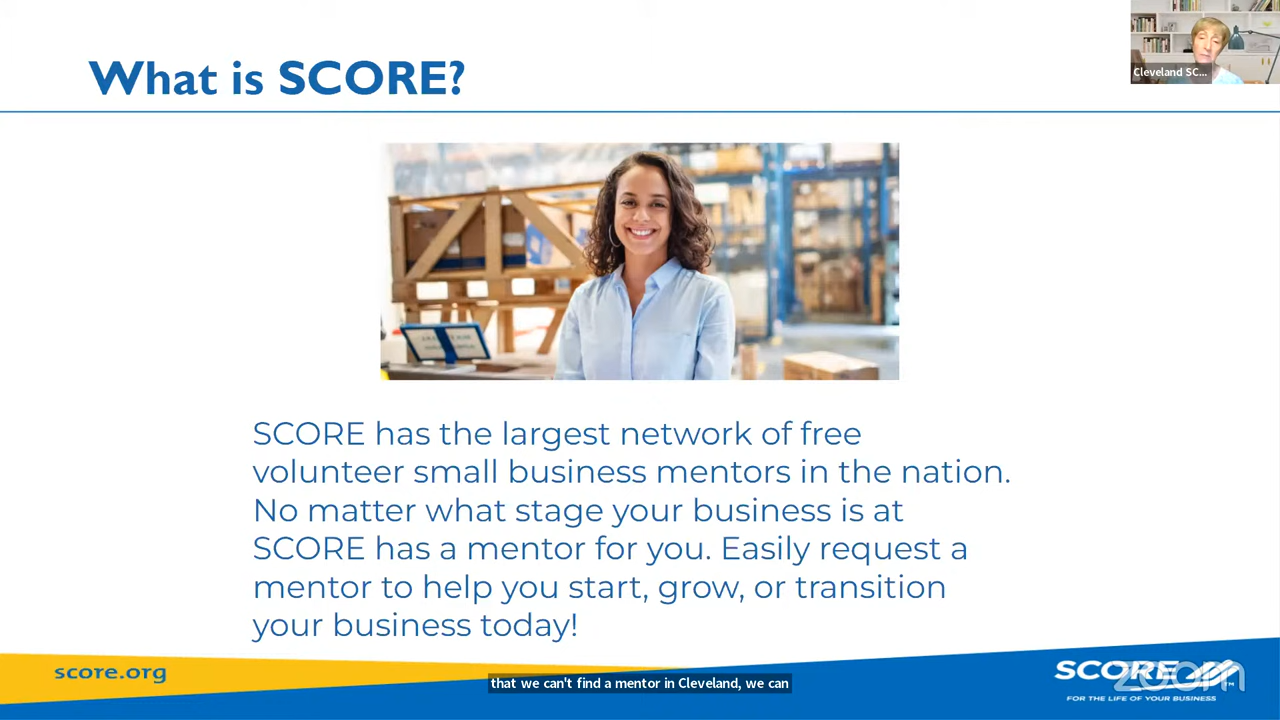 What is SCORE?
Cleveland SC...
SCORE has the largest network of free
volunteer small business mentors in the nation.
No matter what stage your business is at
SCORE has a mentor for you. Easily request a
mentor to help you start, grow, or transition
your business today!
score.org
that we can't find a mentor in Cleveland, we can
SCORE
zoom
FOR THE LIFE OF YOUR BUSINESS